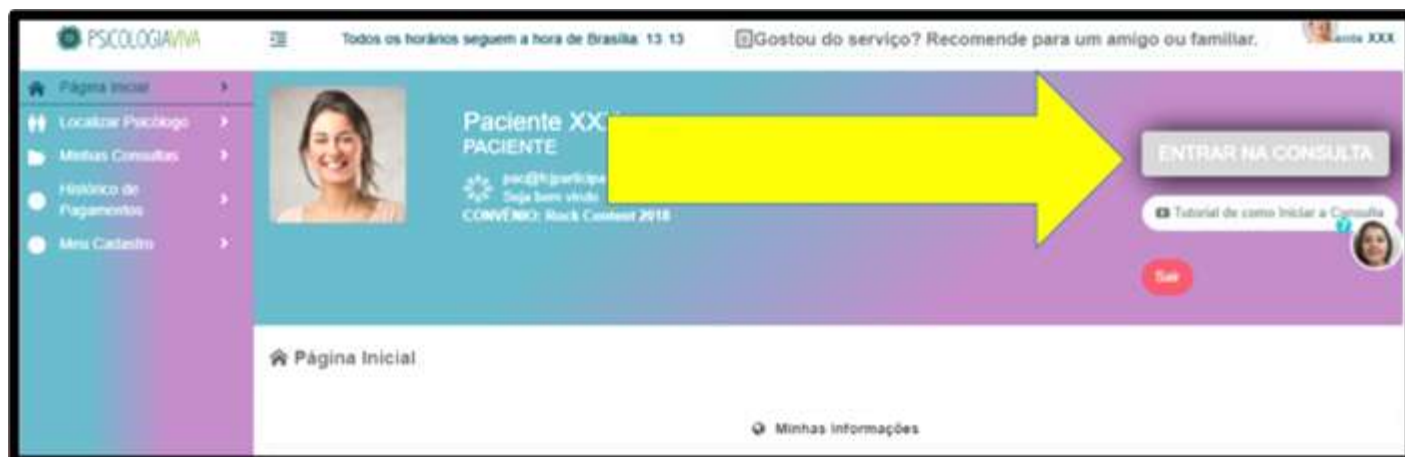 PSICOLOGIAVIVA
Todos os horários seguem a hora de Brasilia 13 13
Gostou do serviço? Recomende para um amigo ou familiar.
XXX
Página Inicial
Localizar Psicólogo
Minhas Consultas
Histórico de
Pagamentos
Meu Cadastro
Paciente
PACIENTE
Seja bem vindo
CONVÊNIO: Rock Content 2018
ENTRAR NA CONSULTA
Tutorial de como Iniciar a Consulta
?
Sair
Página Inicial
Minhas informações